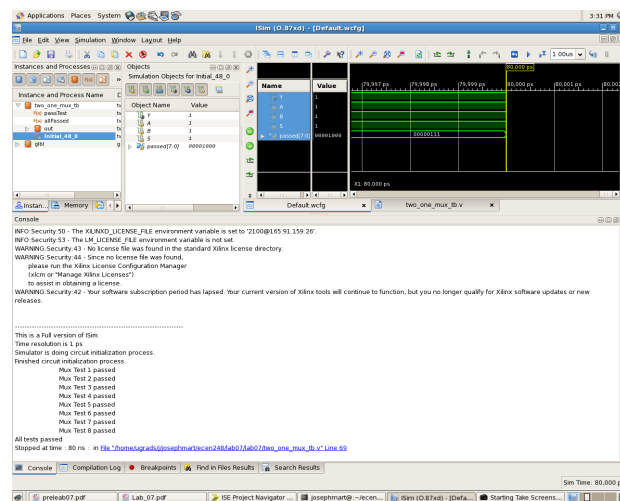 Applications Places System 3:31 PM
ISim (O.87xd) - [Default.wcfg]
File Edit View Simulation Window Layout Help
1.00us
Instances and Processes
Objects
Simulation Objects for Initial_48_0
Instance and Process Name
two_one_mux_tb
passTest
allPassed
uut
Initial_48_0
glbl
Object Name Value
Y 1
A 1
B 1
S 1
passed[7:0] 00001000
Name Value
Y 1
A 1
B 1
S 1
passed[7:0] 00001000
80,000 ps
79,997 ps 79,998 ps 79,999 ps 80,000 ps 80,001 ps
00000111
X1: 80,000 ps
Instan... Memory
Default.wcfg two_one_mux_tb.v
Console
INFO:Security:50 - The XILINXD_LICENSE_FILE environment variable is set to '2100@165.91.159.26'.
INFO:Security:53 - The LM_LICENSE_FILE environment variable is not set.
WARNING:Security:43 - No license file was found in the standard Xilinx license directory.
WARNING:Security:44 - Since no license file was found,
please run the Xilinx License Configuration Manager
(xlcm or "Manage Xilinx Licenses")
to assist in obtaining a license.
WARNING:Security:42 - Your software subscription period has lapsed. Your current version of Xilinx tools will continue to function, but you no longer qualify for Xilinx software updates or new
releases.
----------------------------------------------------------------------
This is a Full version of ISim.
Time resolution is 1 ps
Simulator is doing circuit initialization process.
Finished circuit initialization process.
Mux Test 1 passed
Mux Test 2 passed
Mux Test 3 passed
Mux Test 4 passed
Mux Test 5 passed
Mux Test 6 passed
Mux Test 7 passed
Mux Test 8 passed
All tests passed
Stopped at time : 80 ns : in File "/home/ugrads/j/josephmart/ecen248/lab07/lab07/two_one_mux_tb.v" Line 69
Console Compilation Log Breakpoints Find in Files Results Search Results
Sim Time: 80,000 p
prelab07.pdf Lab_07.pdf ISE Project Navigator ... josephmart@:~/ecen... ISim (O.87xd) - [Defa... Starting Take Screens...